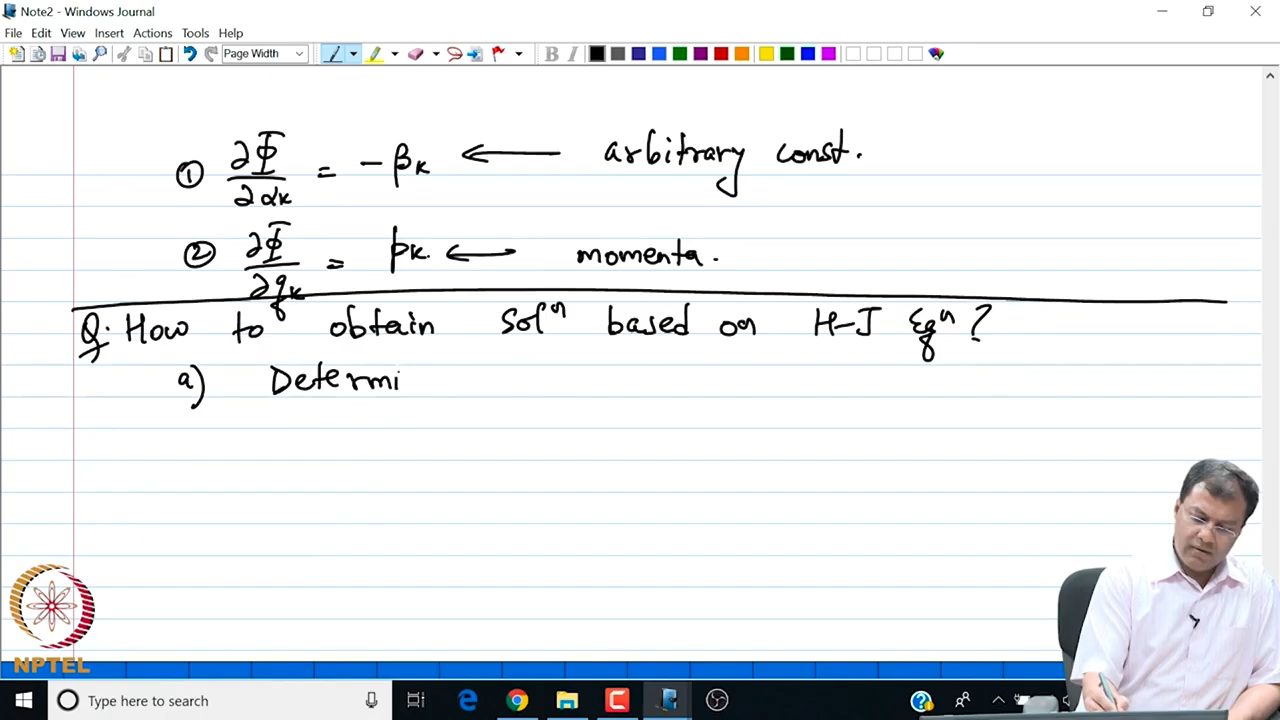 Note2 - Windows Journal
File Edit View Insert Actions Tools Help
Page Width
B I
① ∂Φ/∂αₖ = -βₖ ← arbitrary const.
② ∂Φ/∂qₖ = pₖ. ↔ momenta.
Q. How to obtain Solⁿ based on H-J Eqⁿ?
a) Determi
NPTEL
Type here to search